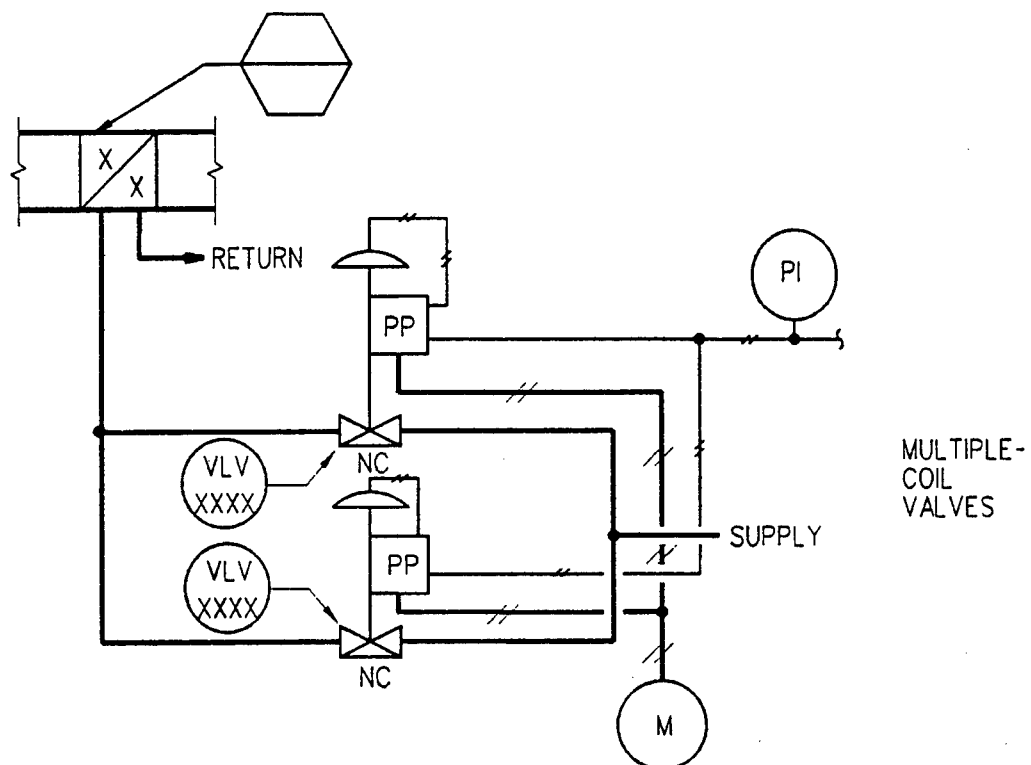 X
X
RETURN
PI
PP
NC
VLV
XXXX
MULTIPLE-
COIL
VALVES
SUPPLY
PP
VLV
XXXX
NC
M